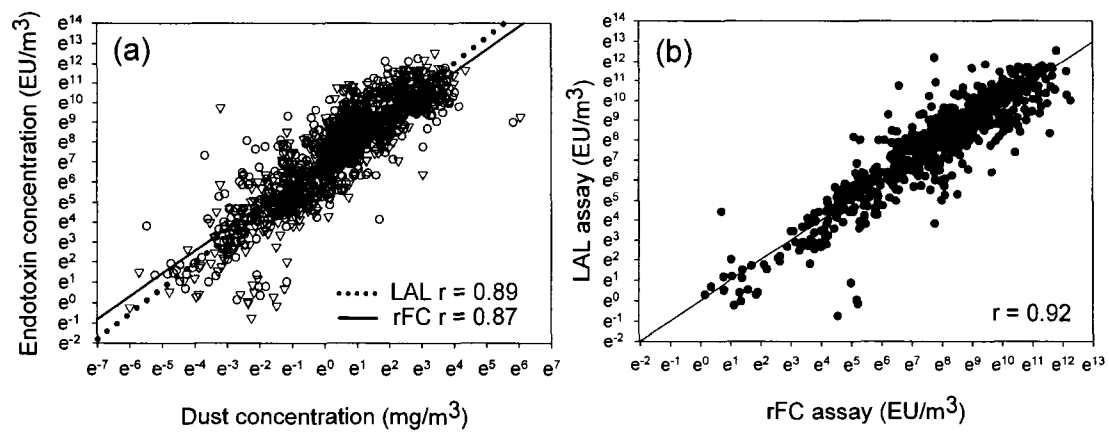 (a)
Endotoxin concentration (EU/m³)
e¹⁴
e¹³
e¹²
e¹¹
e¹⁰
e⁹
e⁸
e⁷
e⁶
e⁵
e⁴
e³
e²
e¹
e⁰
e⁻¹
e⁻²
LAL r = 0.89
rFC r = 0.87
e⁻⁷ e⁻⁶ e⁻⁵ e⁻⁴ e⁻³ e⁻² e⁻¹ e⁰ e¹ e² e³ e⁴ e⁵ e⁶ e⁷
Dust concentration (mg/m³)
(b)
LAL assay (EU/m³)
e¹⁴
e¹³
e¹²
e¹¹
e¹⁰
e⁹
e⁸
e⁷
e⁶
e⁵
e⁴
e³
e²
e¹
e⁰
e⁻¹
e⁻²
r = 0.92
e⁻² e⁻¹ e⁰ e¹ e² e³ e⁴ e⁵ e⁶ e⁷ e⁸ e⁹ e¹⁰ e¹¹ e¹² e¹³
rFC assay (EU/m³)